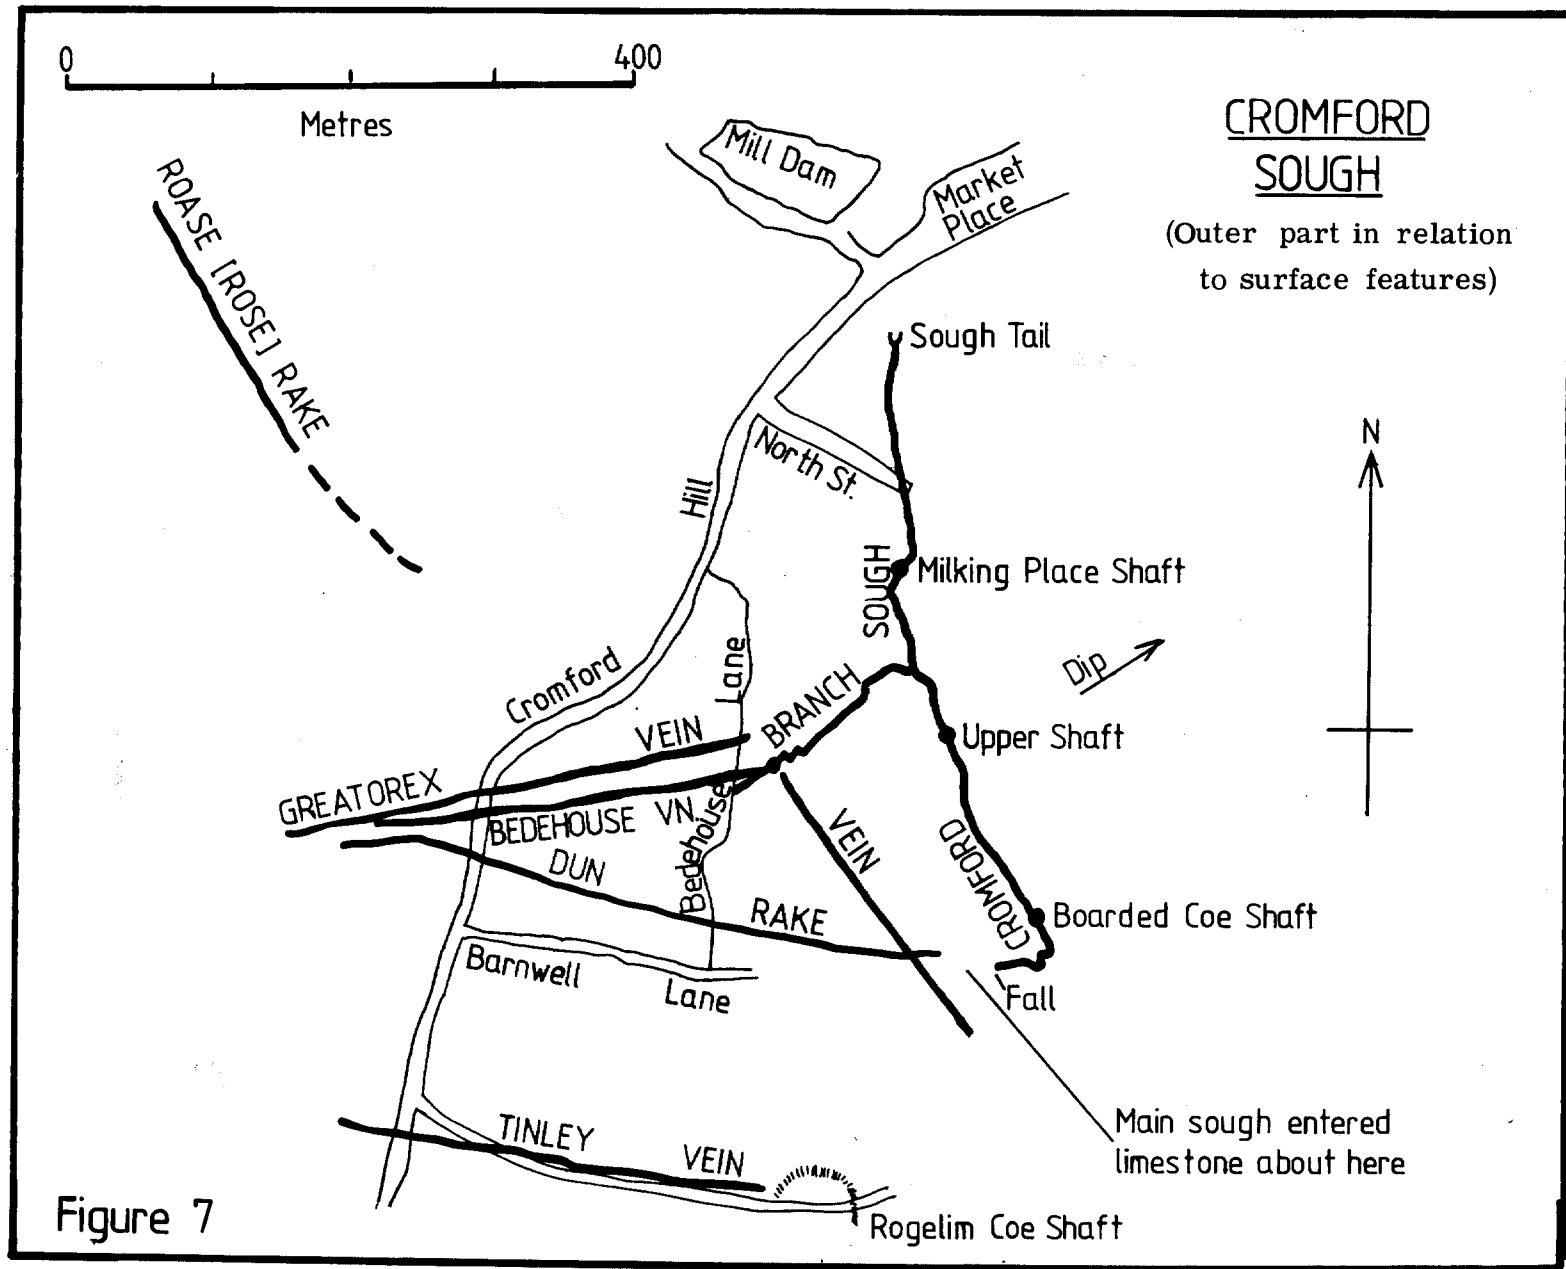 0 400
Metres
CROMFORD
SOUGH
(Outer part in relation
to surface features)
Mill Dam
Market
Place
ROASE [ROSE] RAKE
Sough Tail
North St.
N
Hill
SOUGH
Milking Place Shaft
Dip
Cromford
Lane
BRANCH
VEIN
Upper Shaft
GREATOREX
BEDEHOUSE VN.
Bedehouse
VEIN
DUN
RAKE
CROMFORD
Boarded Coe Shaft
Barnwell
Lane
Fall
Main sough entered
limestone about here
TINLEY
VEIN
Figure 7
Rogelim Coe Shaft